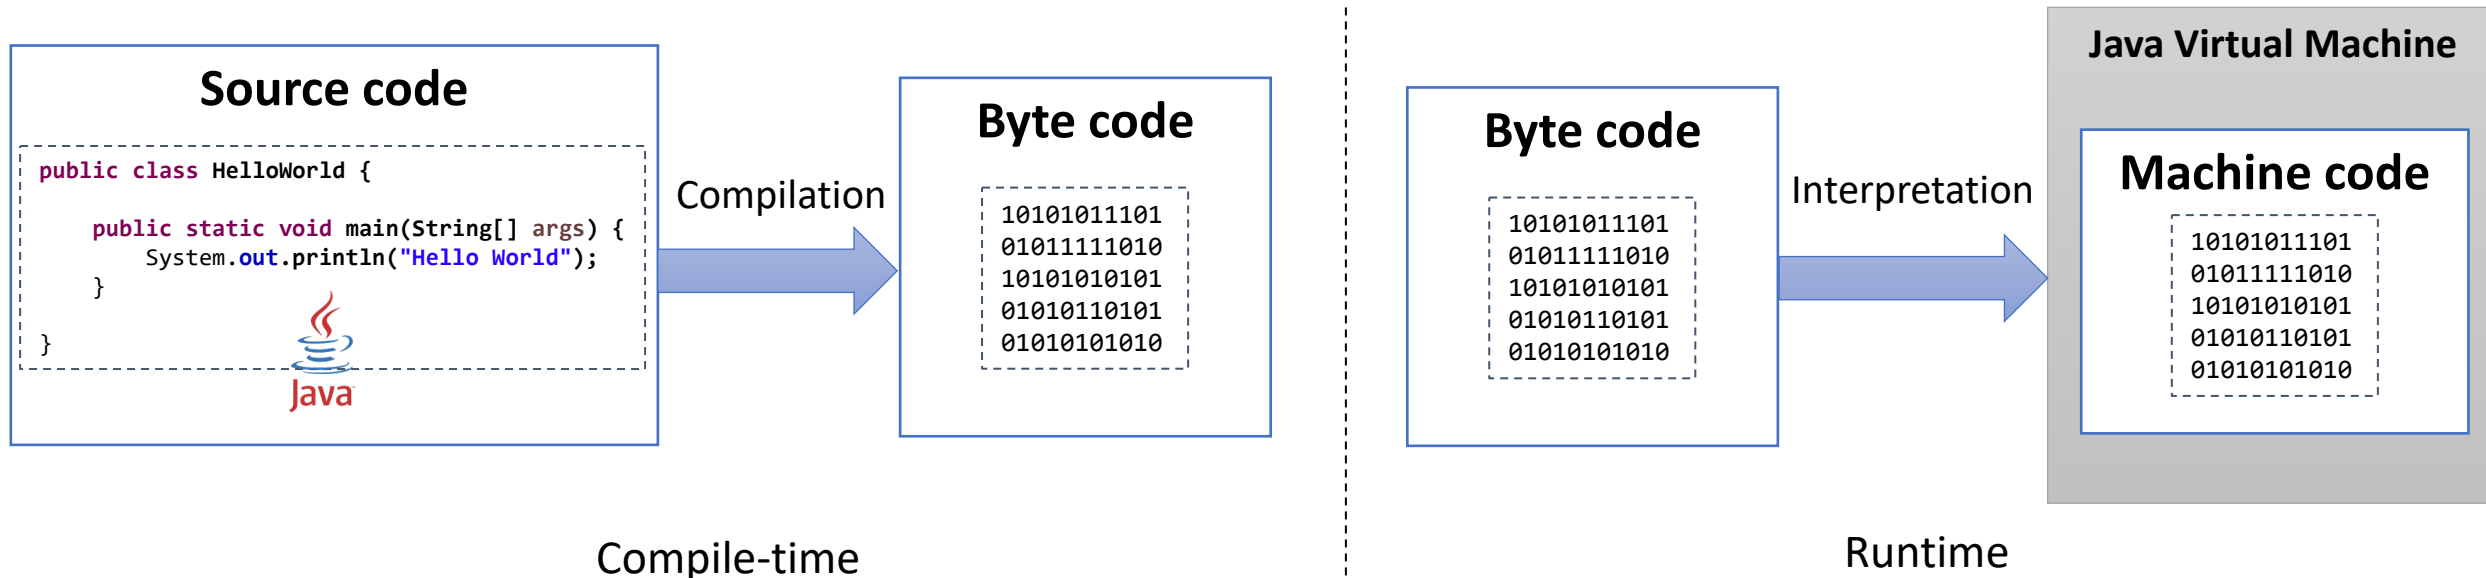 Source code
public class HelloWorld {
public static void main(String[] args) {
System.out.println("Hello World");
}
}
Java
Compilation
Byte code
10101011101
01011111010
10101010101
01010110101
01010101010
Compile-time
Byte code
10101011101
01011111010
10101010101
01010110101
01010101010
Interpretation
Java Virtual Machine
Machine code
10101011101
01011111010
10101010101
01010110101
01010101010
Runtime